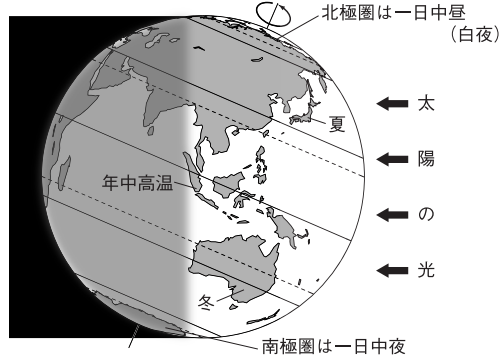 北極圏は一日中昼
(白夜)
太
夏
陽
年中高温
の
光
冬
南極圏は一日中夜